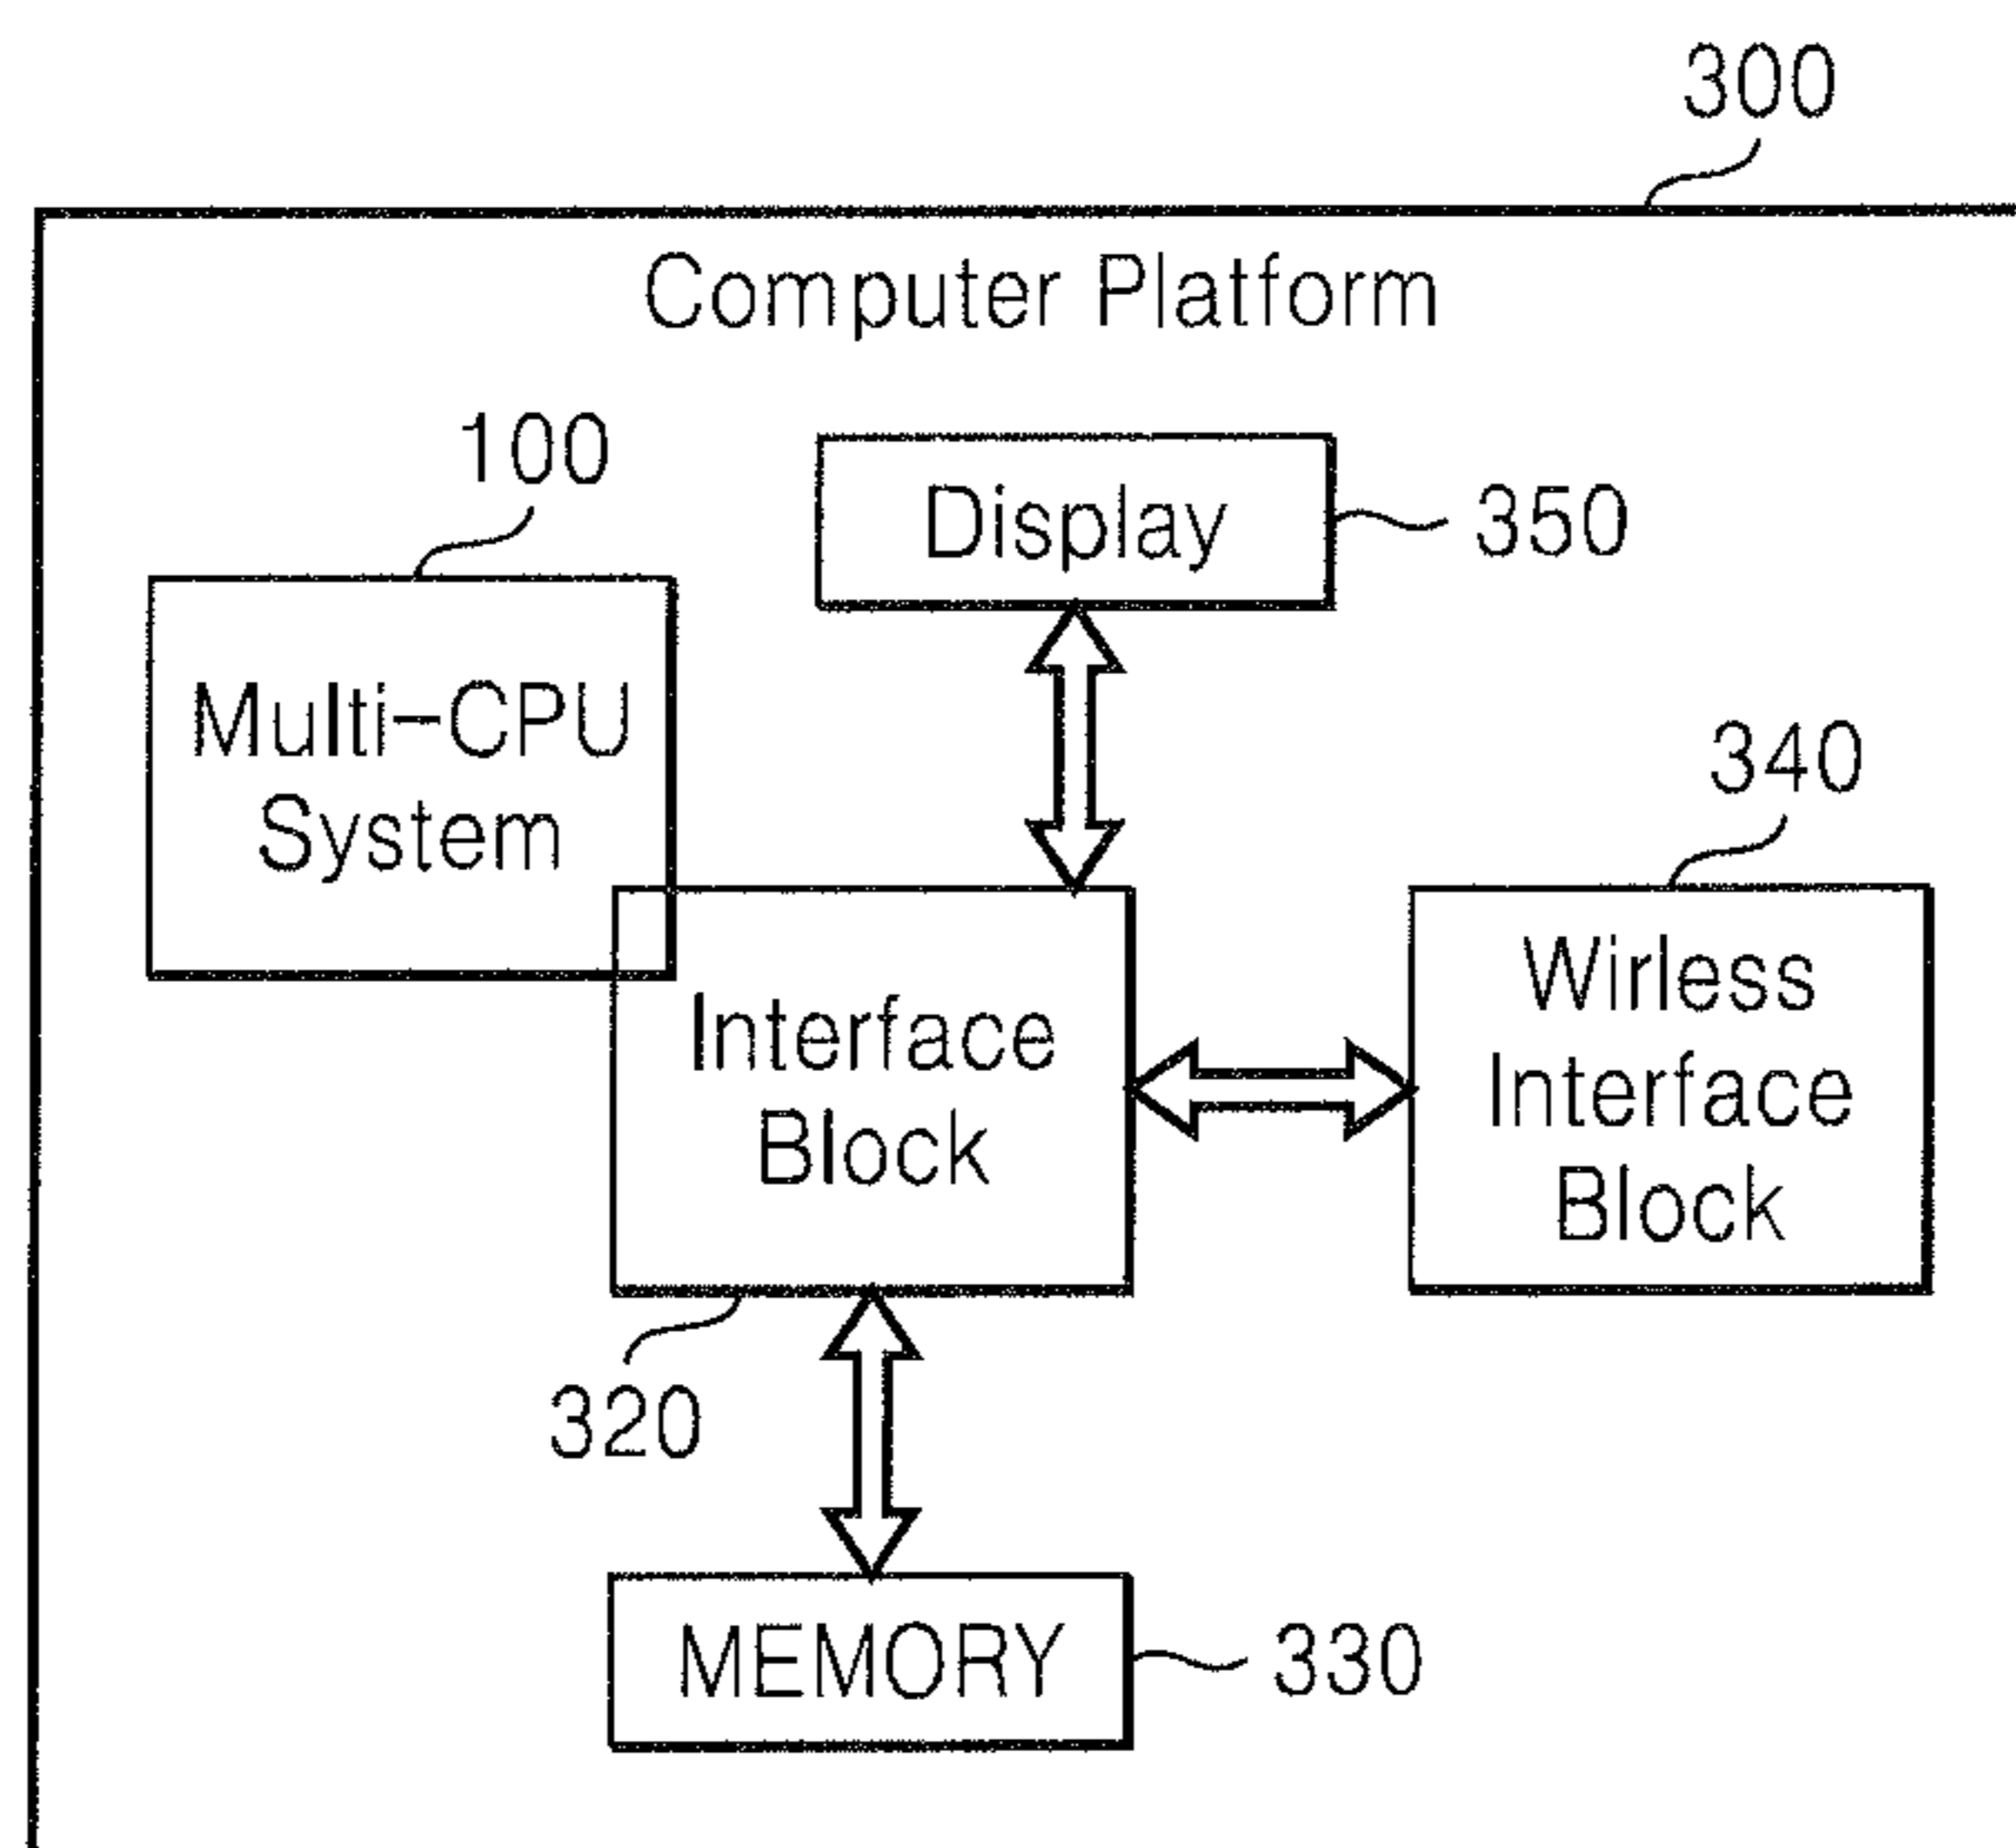 300
Computer Platform
100
Display
350
Multi-CPU
System
340
Interface
Block
Wirless
Interface
Block
320
MEMORY
330